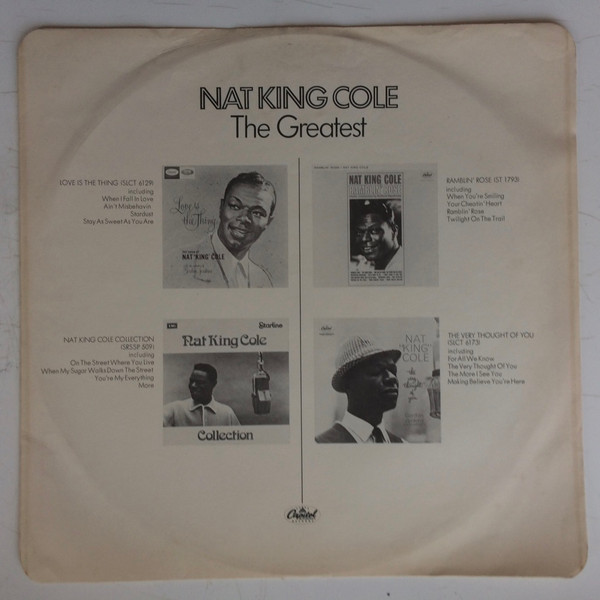 NAT KING COLE
The Greatest
LOVE IS THE THING (SLCT 6129)
including
When I Fall In Love
Ain't Misbehavin'
Stardust
Stay As Sweet As You Are
Love is
the Thing
NAT "KING" COLE
NAT KING COLE
RAMBLIN' ROSE
RAMBLIN' ROSE (ST 1793)
including
When You're Smiling
Your Cheatin' Heart
Ramblin' Rose
Twilight On The Trail
NAT KING COLE COLLECTION
(SRSSP 509)
including
On The Street Where You Live
When My Sugar Walks Down The Street
You're My Everything
More
EMI
Starline
Nat King Cole
Collection
NAT
"KING"
COLE
THE VERY THOUGHT OF YOU
(SLCT 6173)
including
For All We Know
The Very Thought Of You
The More I See You
Making Believe You're Here
Capitol
RECORDS